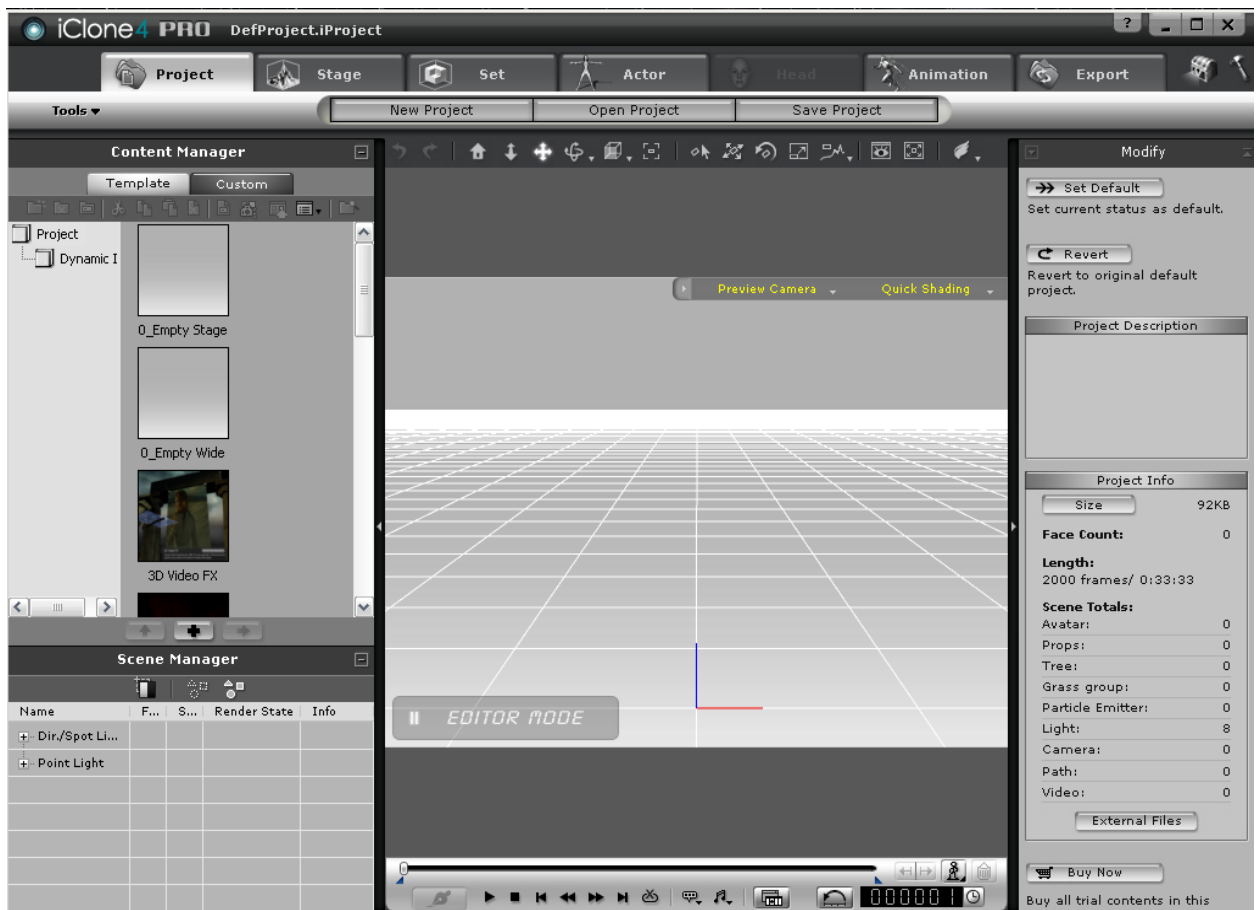 iClone4 PRO DefProject.iProject
?
Project Stage Set Actor Head Animation Export
Tools New Project Open Project Save Project
Content Manager
Template Custom
Project
Dynamic I
0_Empty Stage
0_Empty Wide
3D Video FX
Scene Manager
Name F... S... Render State Info
Dir./Spot Li...
Point Light
Preview Camera Quick Shading
EDITOR MODE
000001
Modify
Set Default
Set current status as default.
Revert
Revert to original default
project.
Project Description
Project Info
Size 92KB
Face Count: 0
Length:
2000 frames/ 0:33:33
Scene Totals:
Avatar: 0
Props: 0
Tree: 0
Grass group: 0
Particle Emitter: 0
Light: 8
Camera: 0
Path: 0
Video: 0
External Files
Buy Now
Buy all trial contents in this